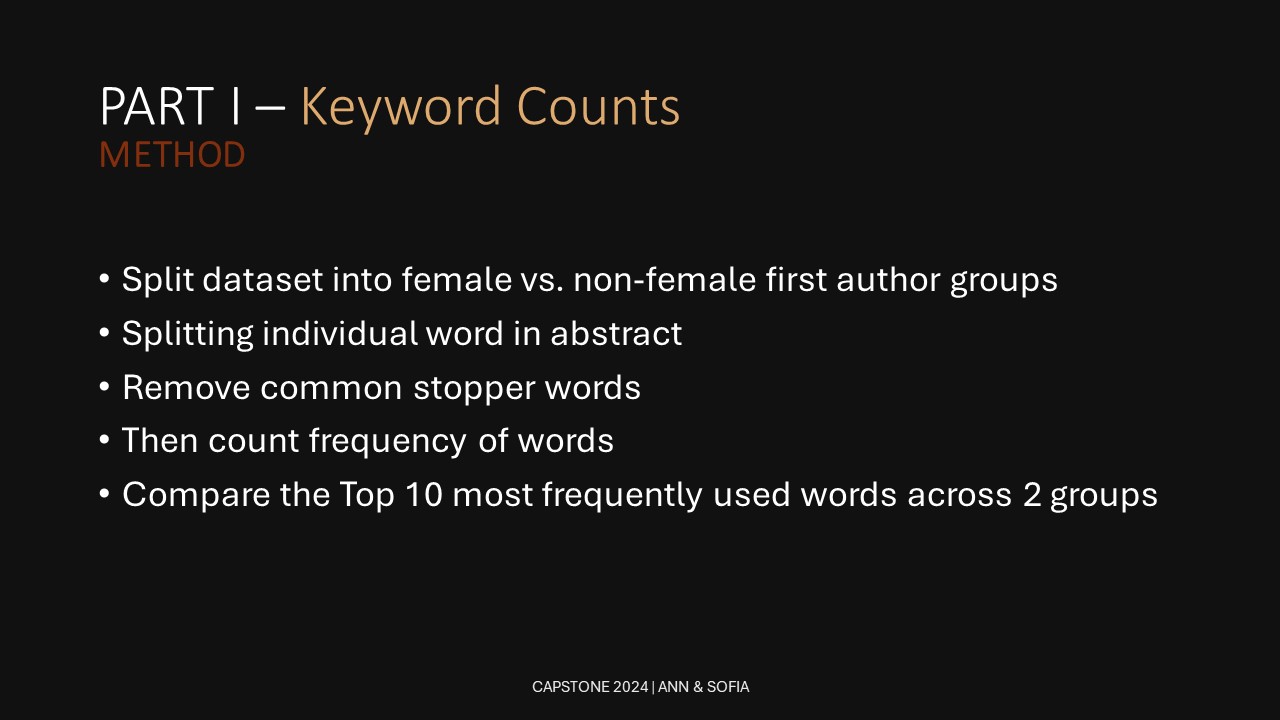 PART I – Keyword Counts
METHOD
• Split dataset into female vs. non-female first author groups
• Splitting individual word in abstract
• Remove common stopper words
• Then count frequency of words
• Compare the Top 10 most frequently used words across 2 groups
CAPSTONE 2024 | ANN & SOFIA